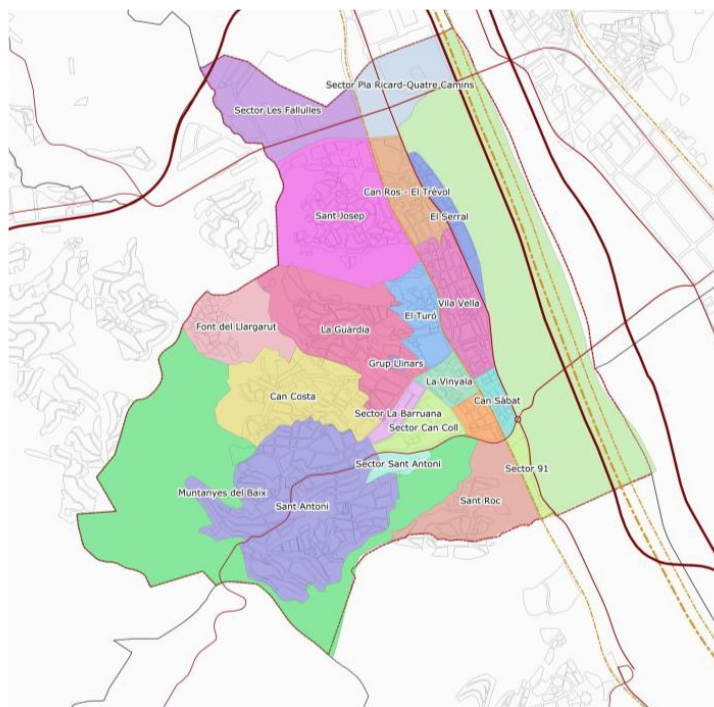 Sector Pla Ricard-Quatre Camins
Sector Les Fallulles
Can Ros - El Trèvol
Sant Josep
El Serral
Vila Vella
El Turó
Font del Llargarut
La Guàrdia
Grup Llinars
La Vinyala
Can Costa
Can Sàbat
Sector La Barruana
Sector Can Coll
Sector Sant Antoni
Sector 91
Muntanyes del Baix
Sant Antoni
Sant Roc